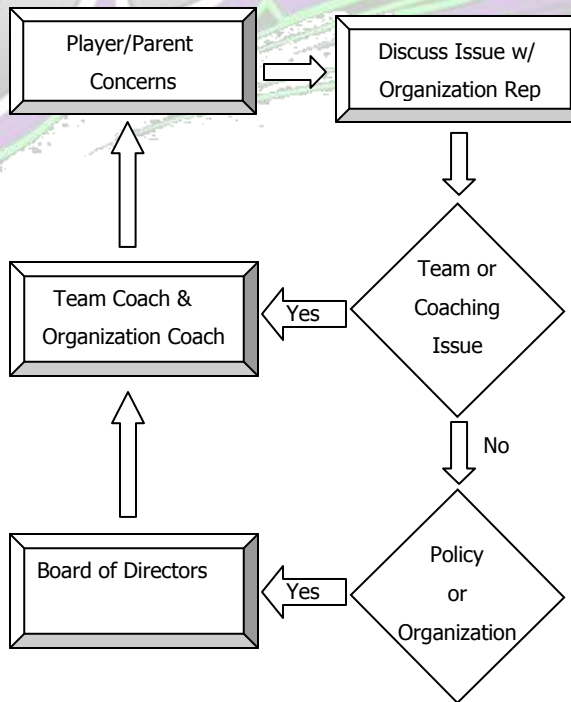 Player/Parent
Concerns
Discuss Issue w/
Organization Rep
Team or
Coaching
Issue
Yes
Team Coach &
Organization Coach
No
Policy
or
Organization
Yes
Board of Directors